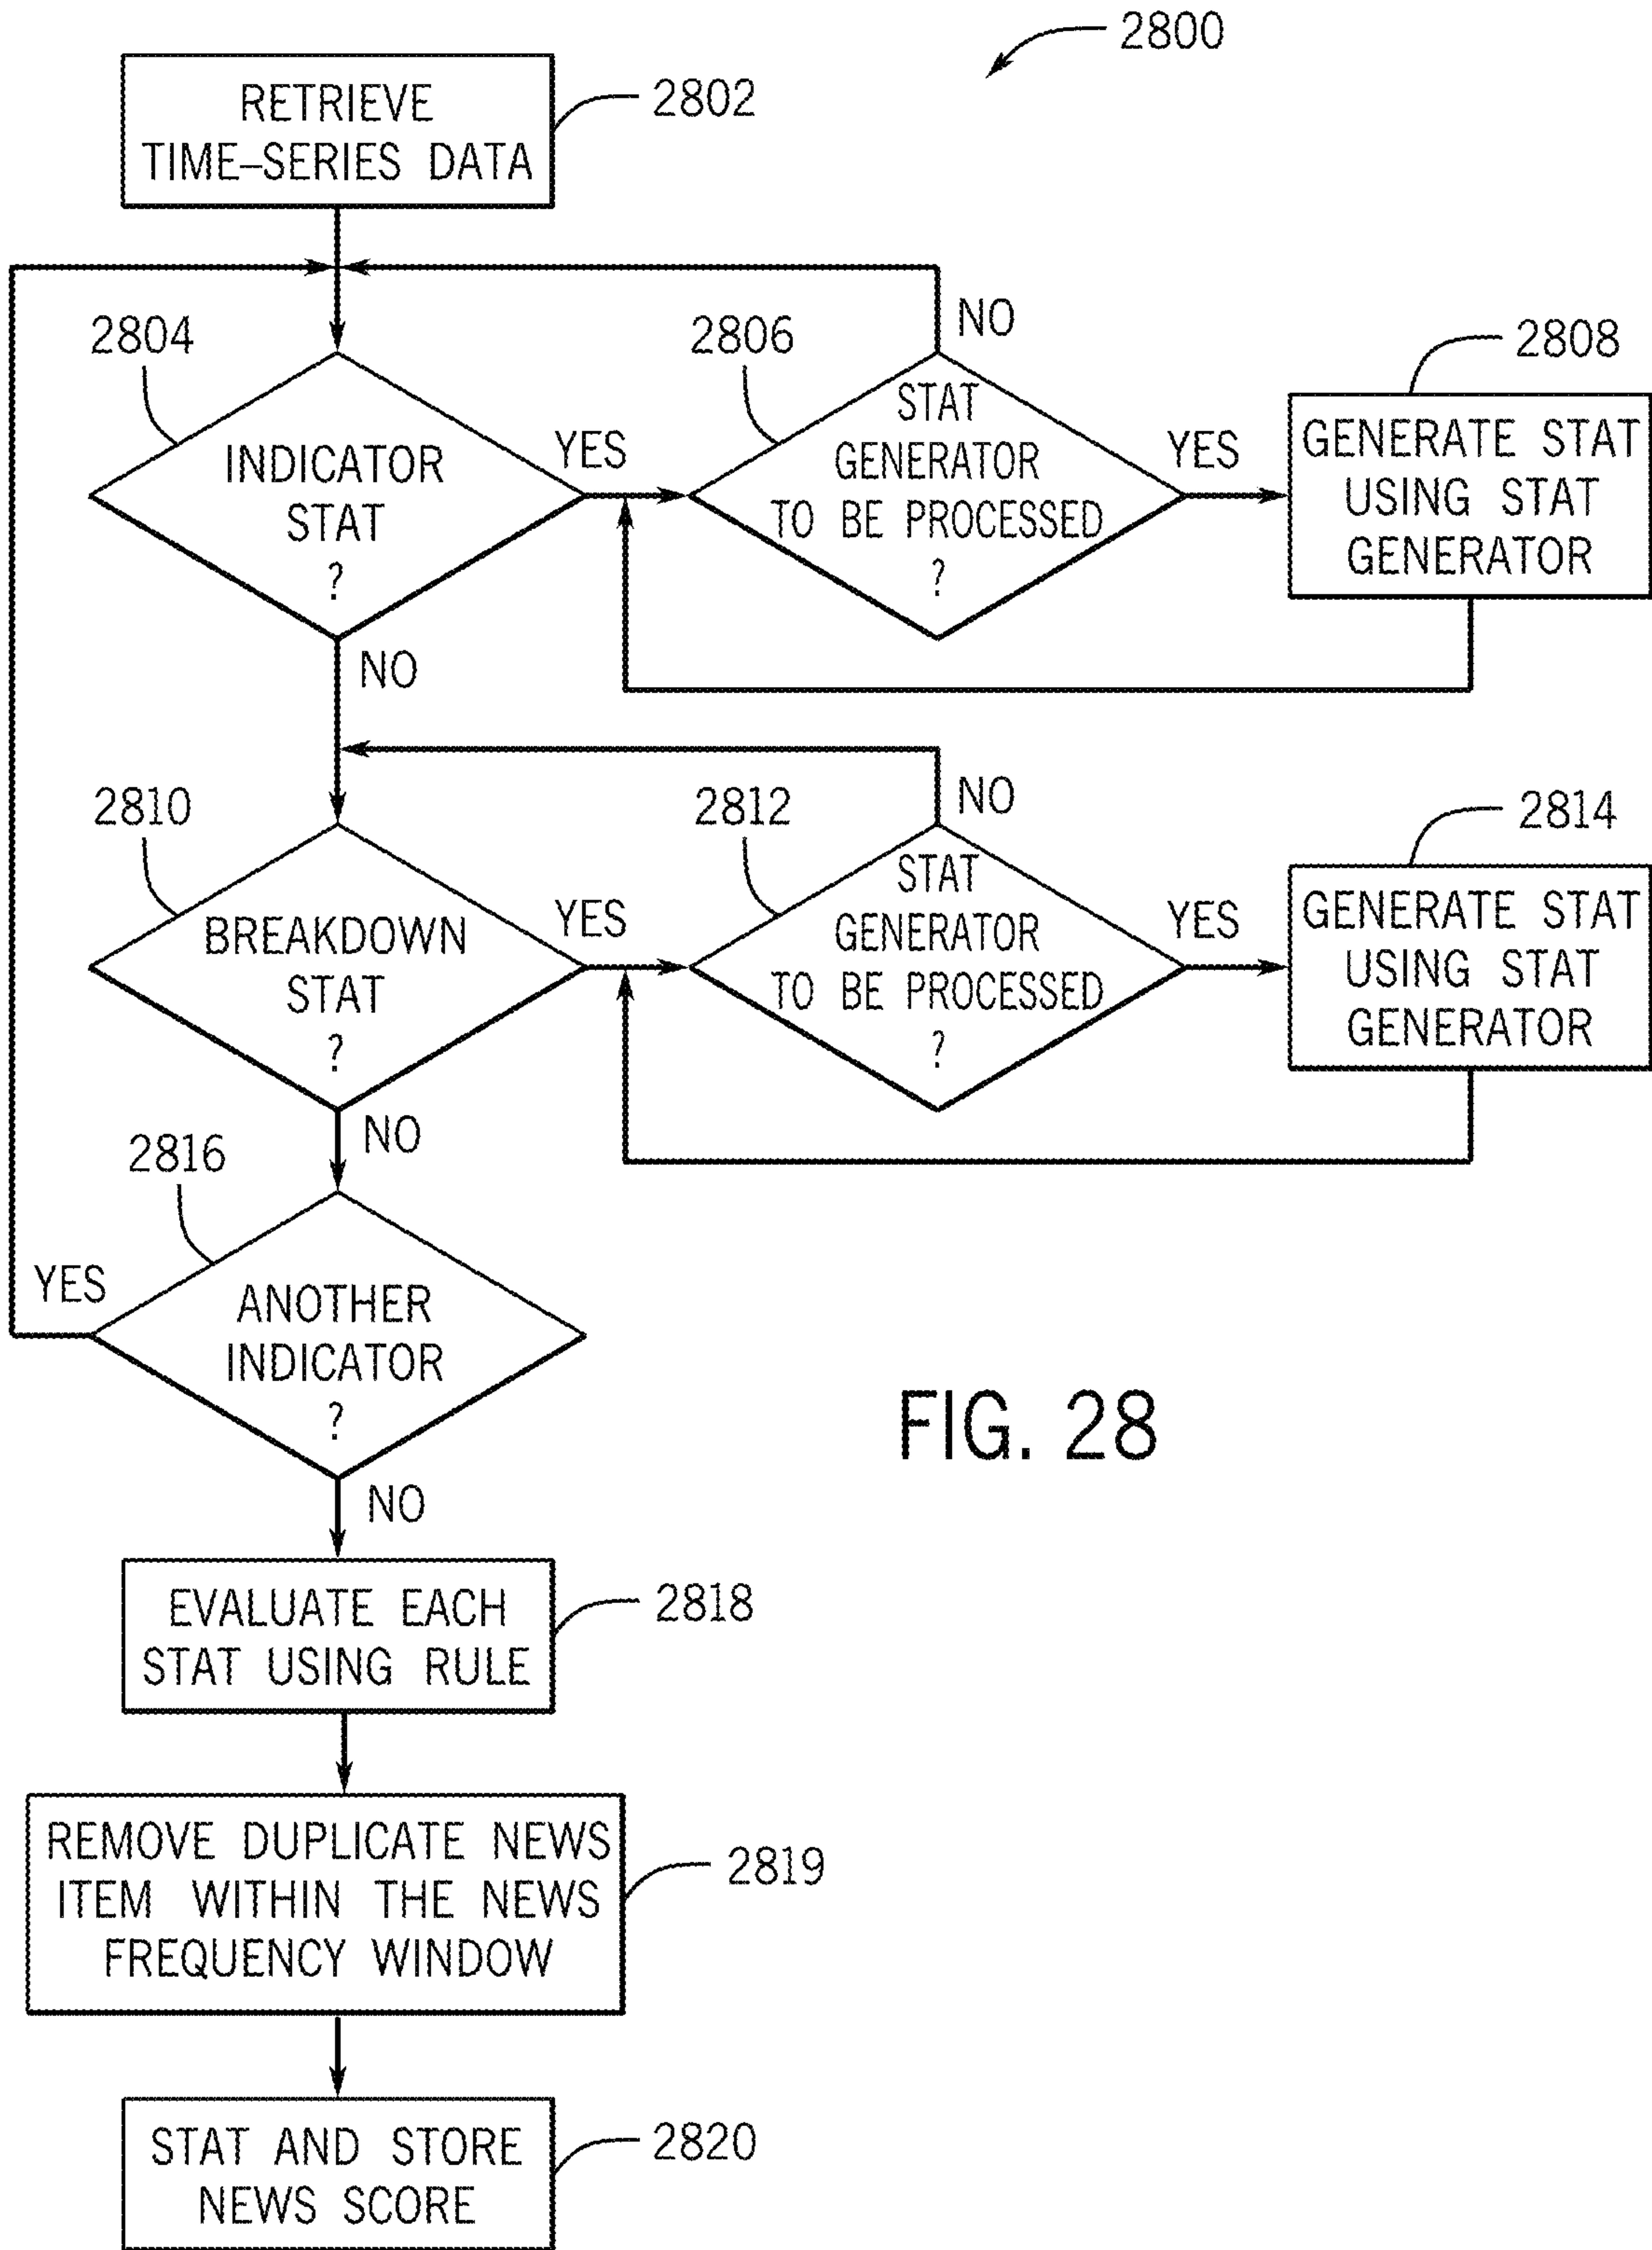 2800
RETRIEVE
TIME–SERIES DATA
2802
2804
INDICATOR
STAT
?
YES
NO
2806
STAT
GENERATOR
TO BE PROCESSED
?
NO
YES
2808
GENERATE STAT
USING STAT
GENERATOR
2810
BREAKDOWN
STAT
?
YES
NO
2812
STAT
GENERATOR
TO BE PROCESSED
?
NO
YES
2814
GENERATE STAT
USING STAT
GENERATOR
2816
YES
ANOTHER
INDICATOR
?
NO
FIG. 28
EVALUATE EACH
STAT USING RULE
2818
REMOVE DUPLICATE NEWS
ITEM WITHIN THE NEWS
FREQUENCY WINDOW
2819
STAT AND STORE
NEWS SCORE
2820